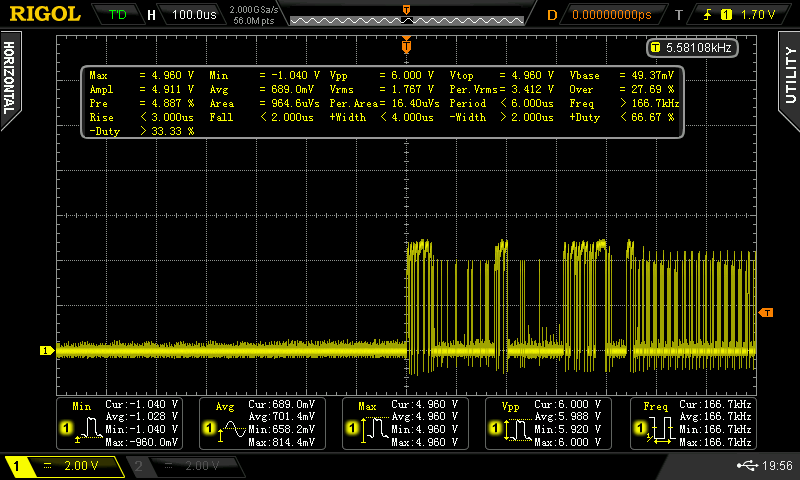 RIGOL T'D H 100.0us 2.000GSa/s 56.0M pts D 0.00000000ps T 1 1.70 V
HORIZONTAL
UTILITY
T 5.58108kHz
Max = 4.960 V Min = -1.040 V Vpp = 6.000 V Vtop = 4.960 V Vbase = 49.37mV
Ampl = 4.911 V Avg = 689.0mV Vrms = 1.767 V Per.Vrms= 3.412 V Over = 27.69 %
Pre = 4.887 % Area = 964.6uVs Per.Area= 16.40uVs Period < 6.000us Freq > 166.7kHz
Rise < 3.000us Fall < 2.000us +Width < 4.000us -Width > 2.000us +Duty < 66.67 %
-Duty > 33.33 %
T
1
T
Min Cur:-1.040 V Avg:-1.028 V Min:-1.040 V Max:-960.0mV
1
Avg Cur:689.0mV Avg:701.4mV Min:658.2mV Max:814.4mV
1
Max Cur:4.960 V Avg:4.960 V Min:4.960 V Max:4.960 V
1
Vpp Cur:6.000 V Avg:5.988 V Min:5.920 V Max:6.000 V
1
Freq Cur:166.7kHz Avg:166.7kHz Min:166.7kHz Max:166.7kHz
1
1 2.00 V 2 2.00 V 19:56